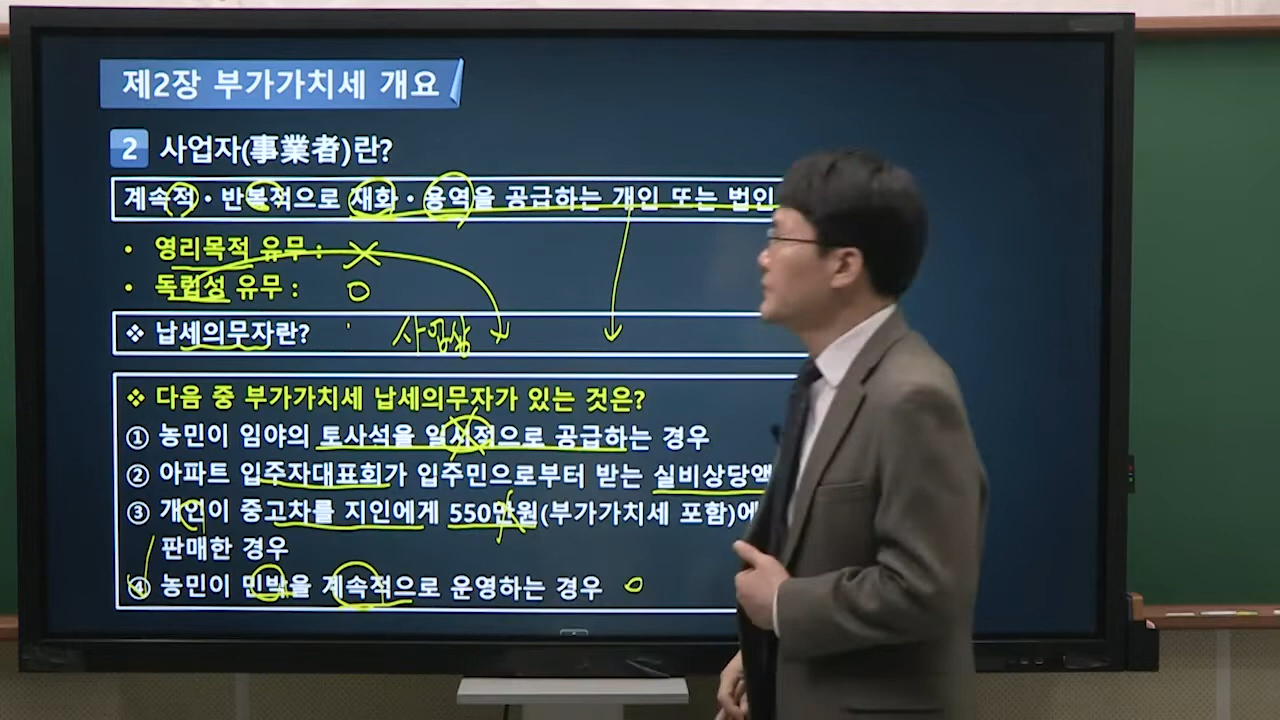 제2장 부가가치세 개요
2 사업자(事業者)란?
계속적·반복적으로 재화·용역을 공급하는 개인 또는 법인
• 영리목적 유무 : ×
• 독립성 유무 : ○
❖ 납세의무자란? 사업상
❖ 다음 중 부가가치세 납세의무자가 있는 것은?
① 농민이 임야의 토사석을 일시적으로 공급하는 경우
② 아파트 입주자대표회가 입주민으로부터 받는 실비상당액
③ 개인이 중고차를 지인에게 550만원(부가가치세 포함)에
판매한 경우
④ 농민이 민박을 계속적으로 운영하는 경우 ○